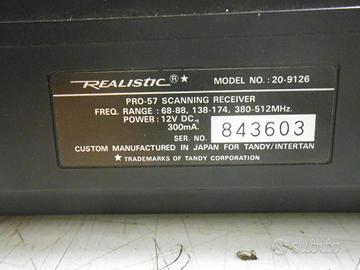 REALISTIC®★ MODEL NO.: 20-9126
PRO-57 SCANNING RECEIVER
FREQ. RANGE : 68-88, 138-174, 380-512MHz.
POWER : 12V DC,
300mA.
SER. NO. 843603
CUSTOM MANUFACTURED IN JAPAN FOR TANDY/INTERTAN
★ TRADEMARKS OF TANDY CORPORATION
subito